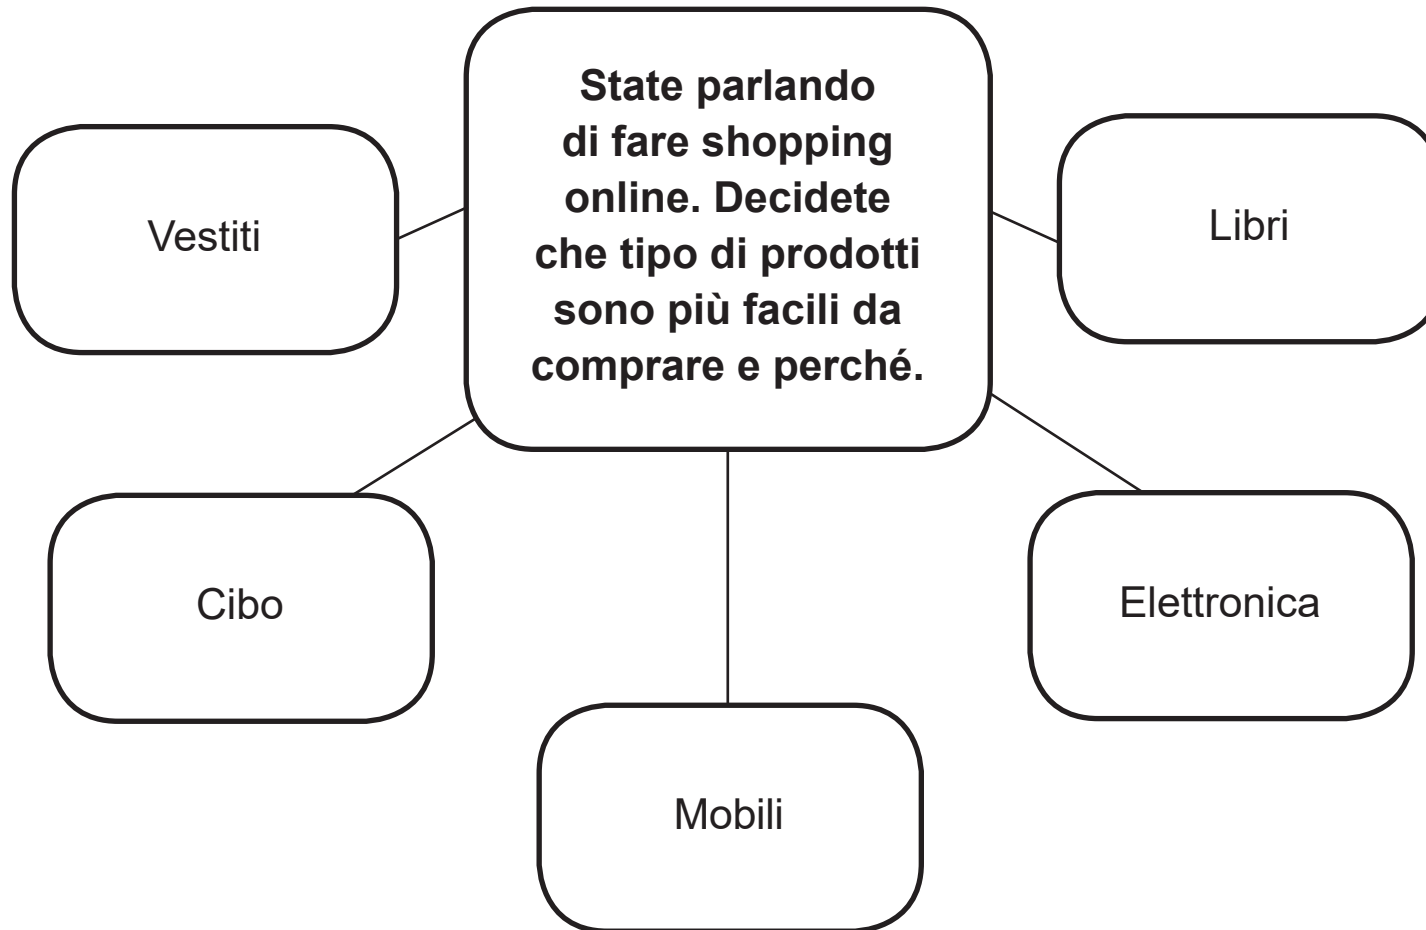 State parlando
di fare shopping
online. Decidete
che tipo di prodotti
sono più facili da
comprare e perché.
Vestiti
Libri
Cibo
Elettronica
Mobili